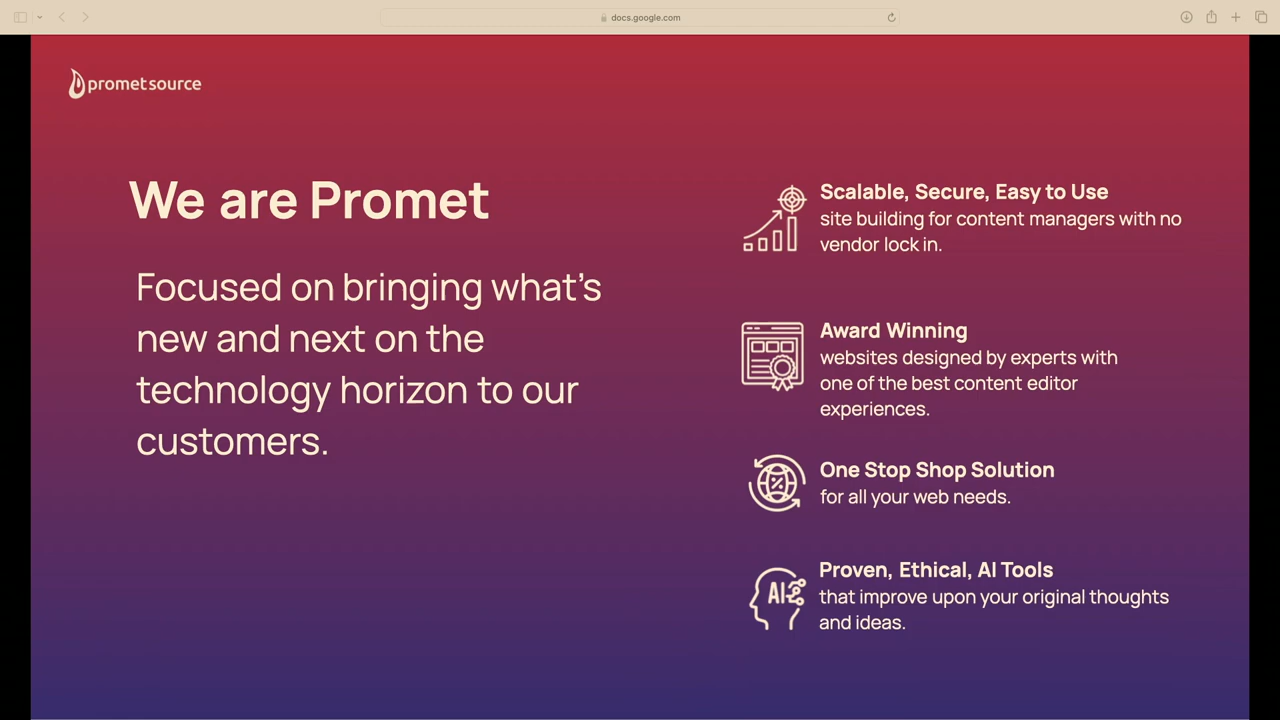 docs.google.com
promet source
We are Promet
Focused on bringing what’s
new and next on the
technology horizon to our
customers.
Scalable, Secure, Easy to Use
site building for content managers with no
vendor lock in.
Award Winning
websites designed by experts with
one of the best content editor
experiences.
One Stop Shop Solution
for all your web needs.
AI
Proven, Ethical, AI Tools
that improve upon your original thoughts
and ideas.